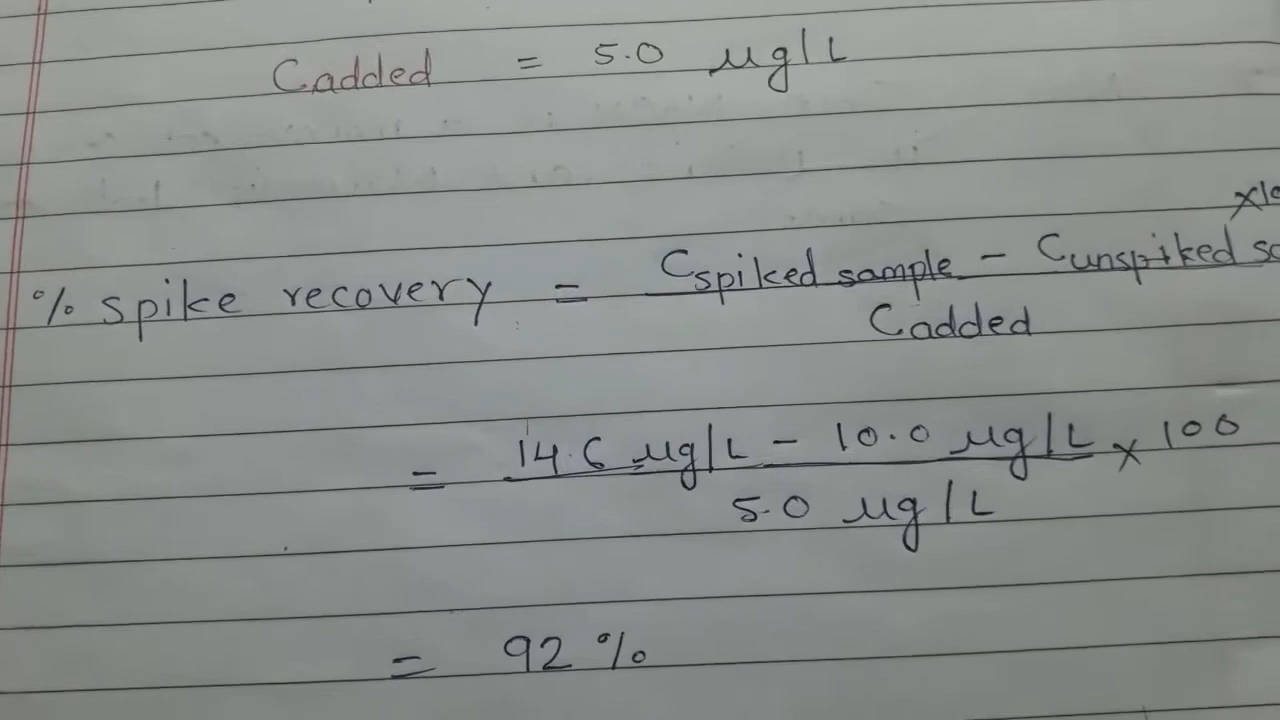 Cadded = 5.0 µg/L
×10
% spike recovery = Cspiked sample - Cunspiked
Cadded
= 14.6 µg/L - 10.0 µg/L × 100
5.0 µg/L
= 92 %